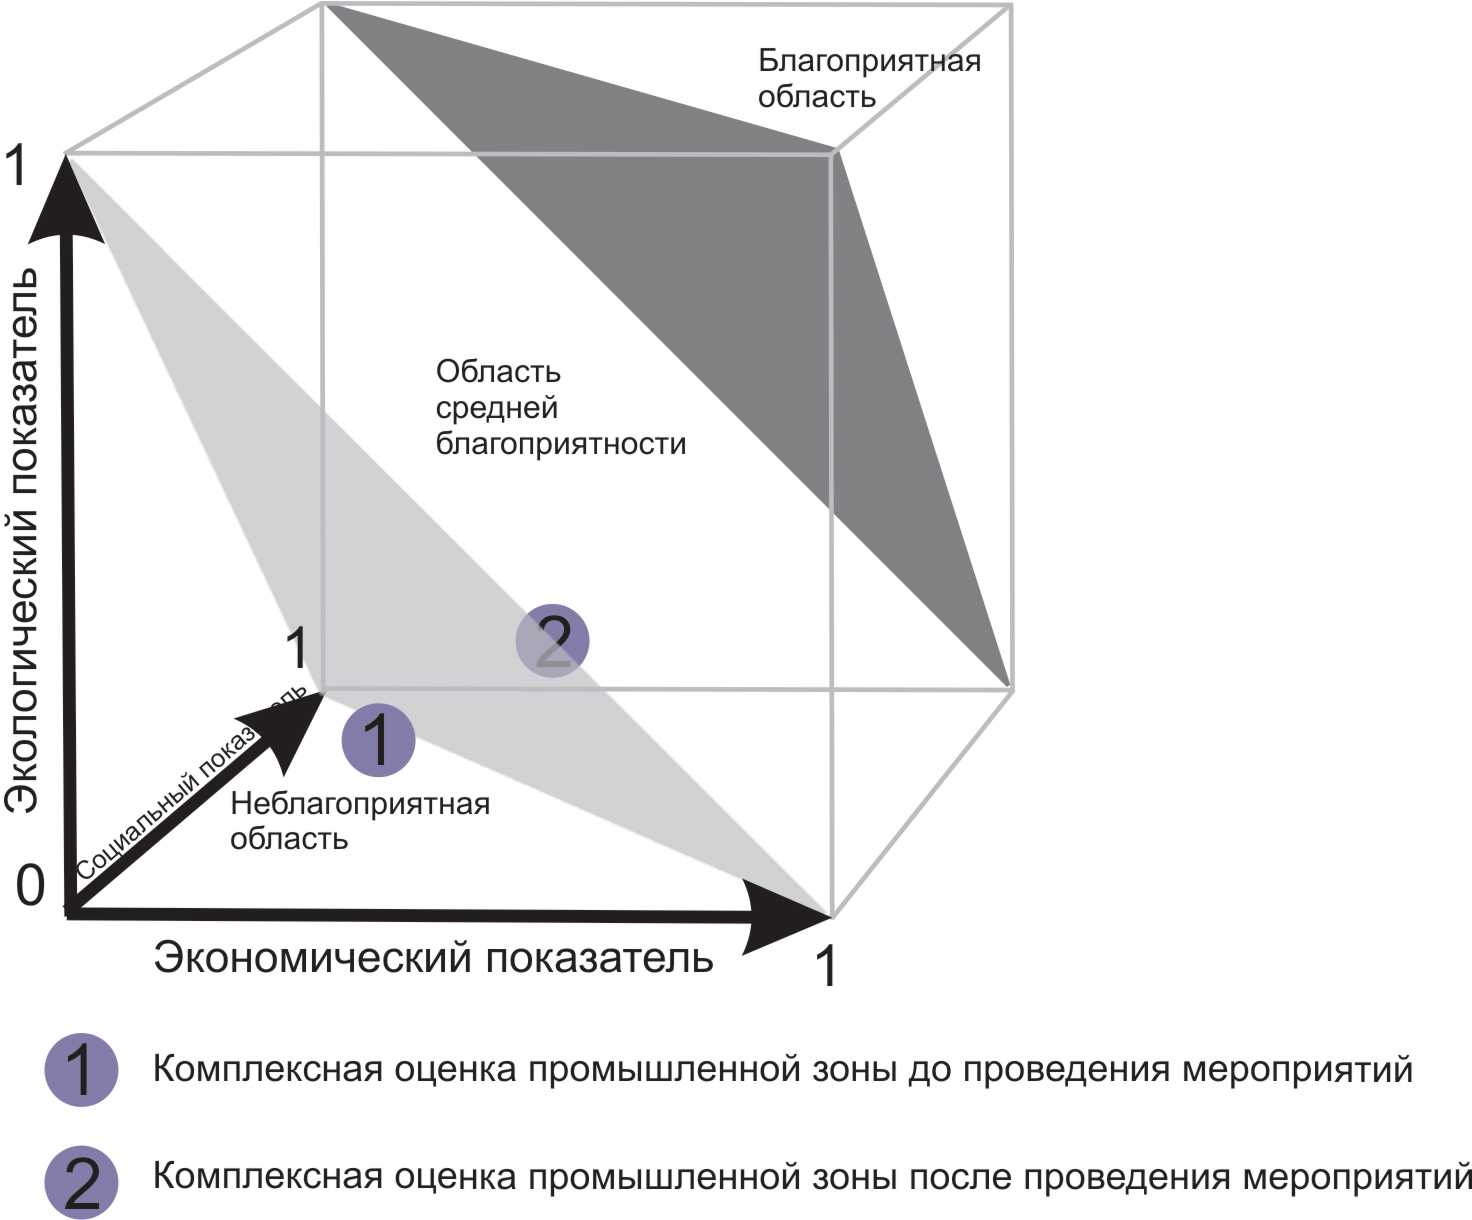 Благоприятная
область
1
Экологический показатель
Область
средней
благоприятности
1
2
Социальный показатель
1
Неблагоприятная
область
0
Экономический показатель
1
1 Комплексная оценка промышленной зоны до проведения мероприятий
2 Комплексная оценка промышленной зоны после проведения мероприятий